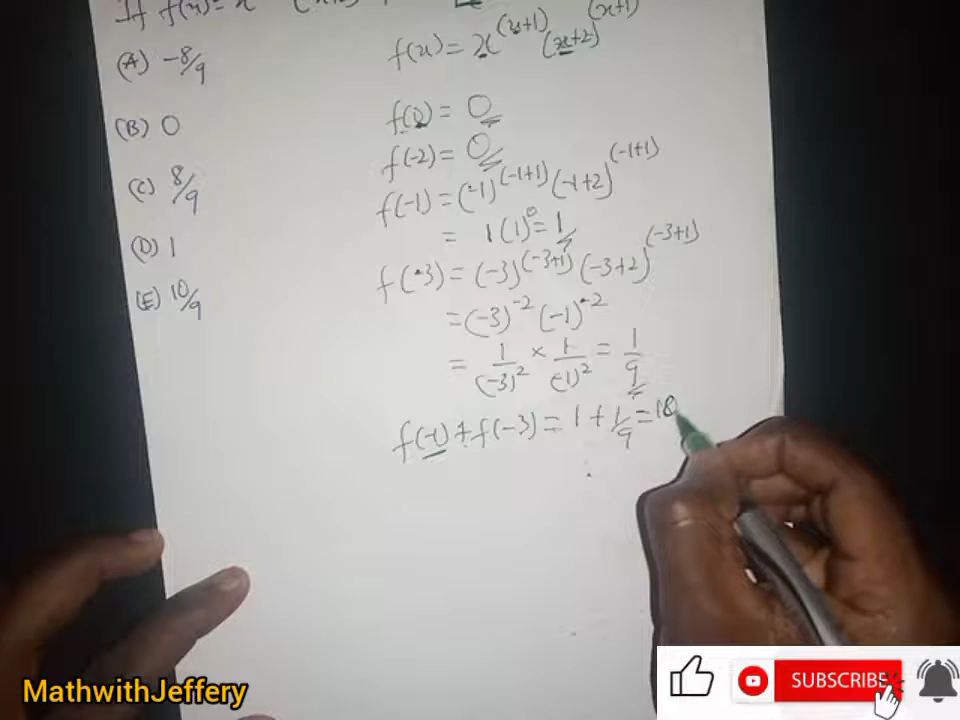 If f(x) = x
(A) -8/9
(B) 0
(C) 8/9
(D) 1
(E) 10/9
f(x) = x^(x+1) (x+2)^(x+1)
f(0) = 0
f(-2) = 0
f(-1) = (-1)^(-1+1) (-1+2)^(-1+1)
= 1(1)^0 = 1
f(-3) = (-3)^(-3+1) (-3+2)^(-3+1)
= (-3)^-2 (-1)^-2
= 1/(-3)^2 × 1/(-1)^2 = 1/9
f(-1) + f(-3) = 1 + 1/9 = 10
MathwithJeffery
SUBSCRIBE